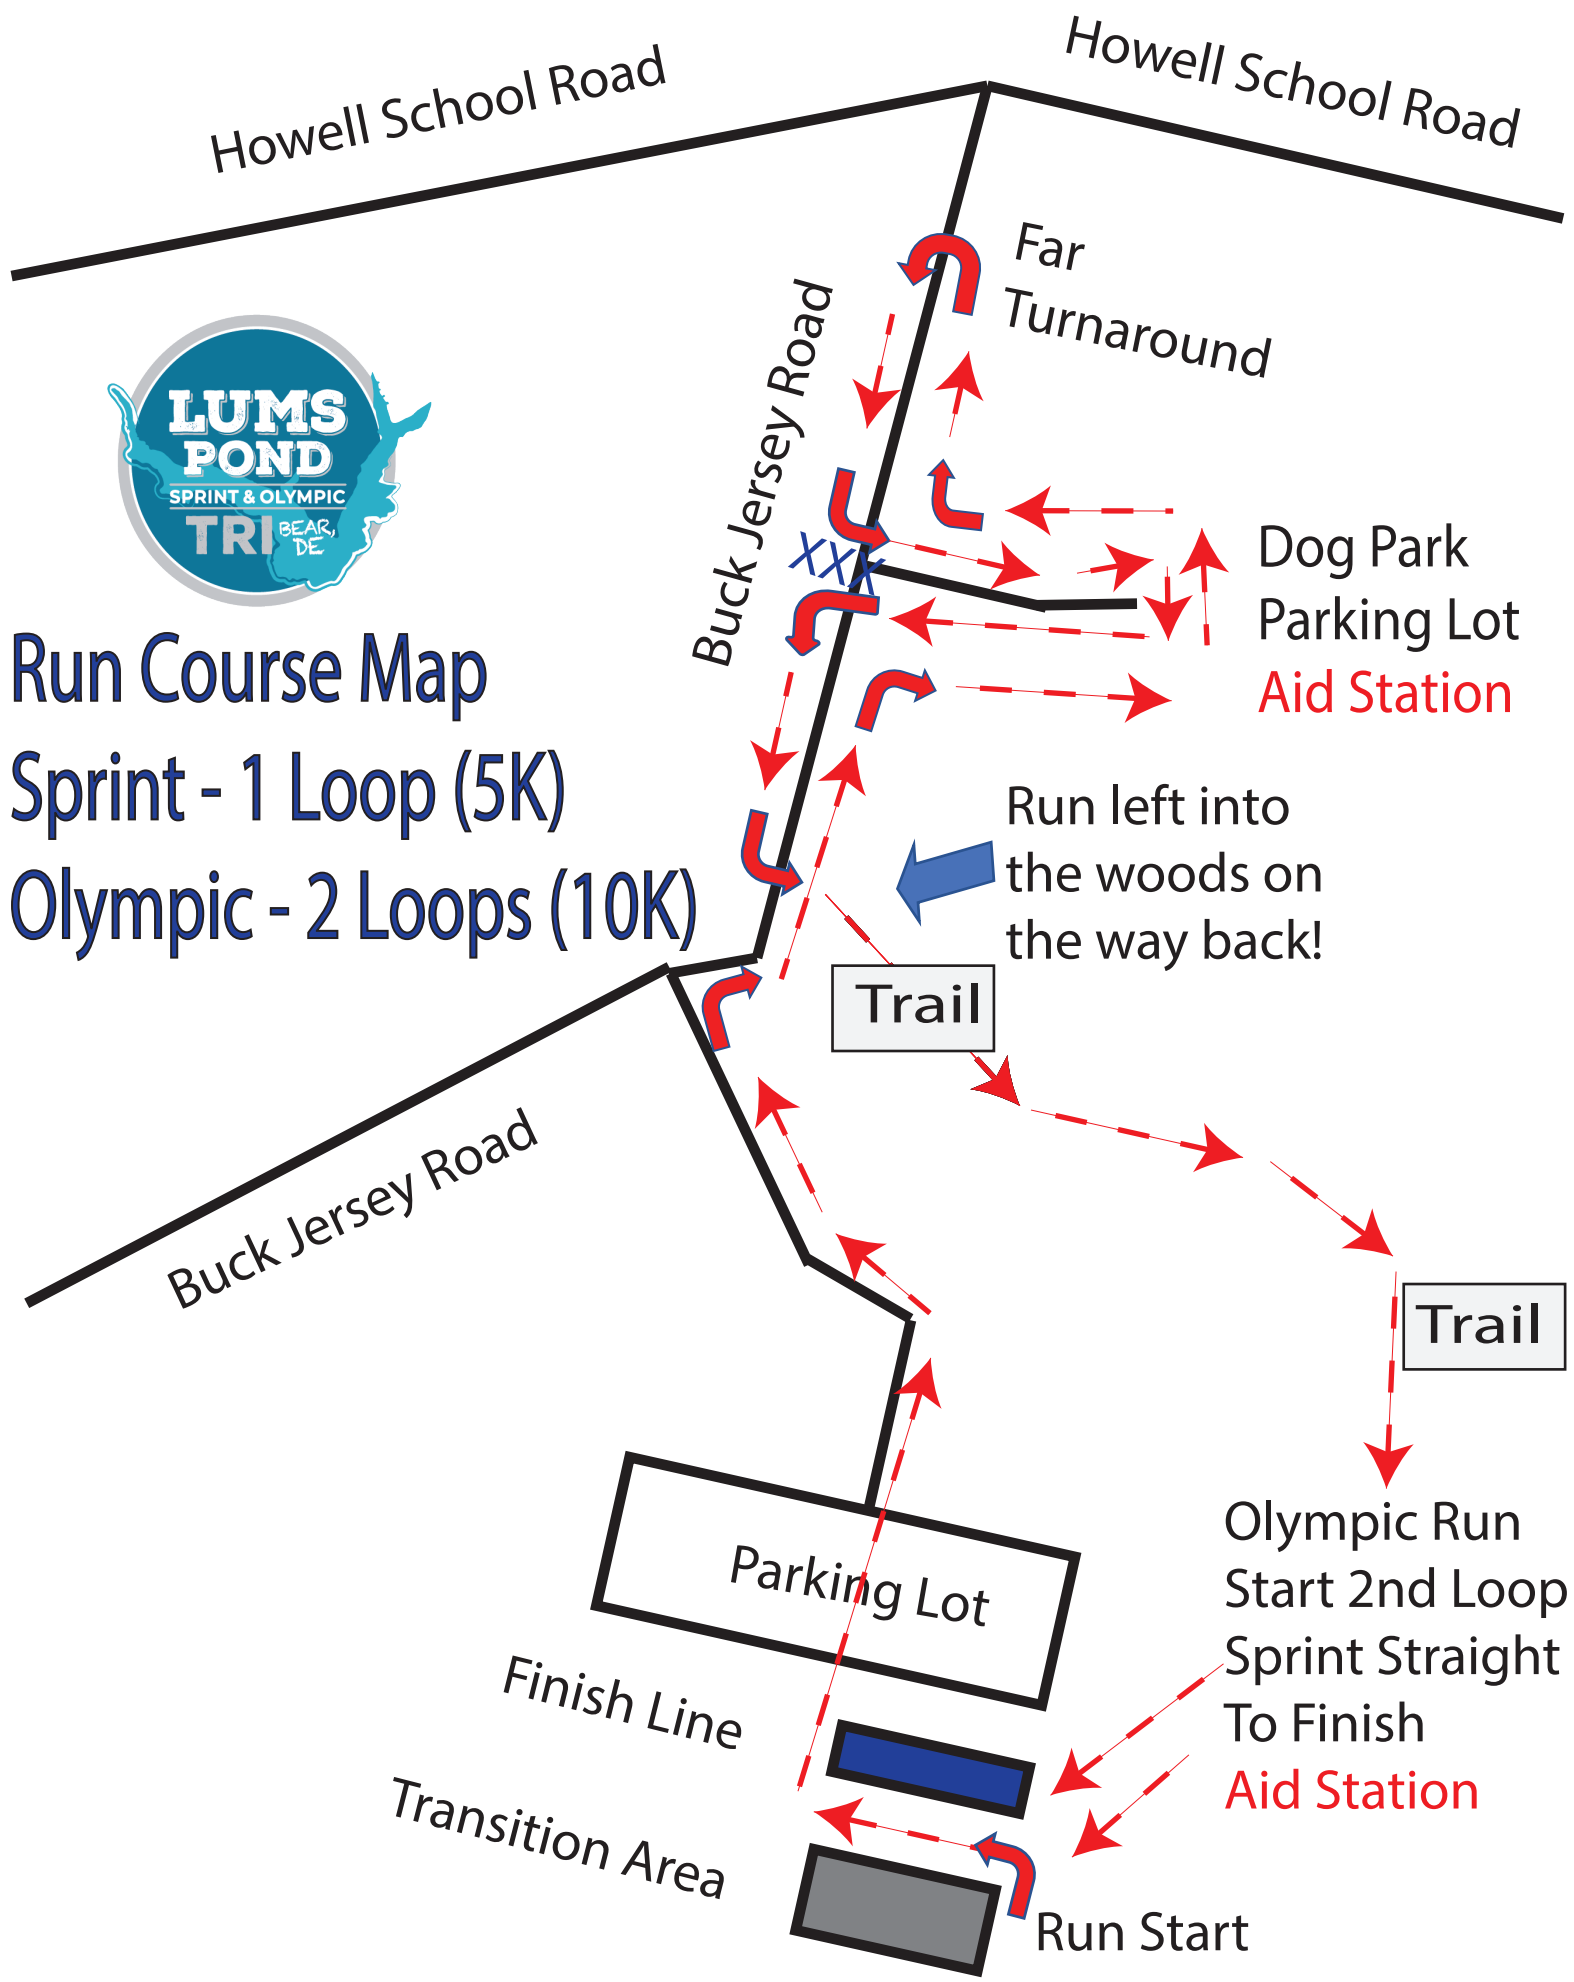 Howell School Road
Howell School Road
Far
Turnaround
Buck Jersey Road
LUMS
POND
SPRINT & OLYMPIC
TRI BEAR,
DE
XXX
Dog Park
Parking Lot
Aid Station
Run Course Map
Sprint - 1 Loop (5K)
Olympic - 2 Loops (10K)
Run left into
the woods on
the way back!
Trail
Buck Jersey Road
Trail
Olympic Run
Start 2nd Loop
Sprint Straight
To Finish
Aid Station
Parking Lot
Finish Line
Transition Area
Run Start